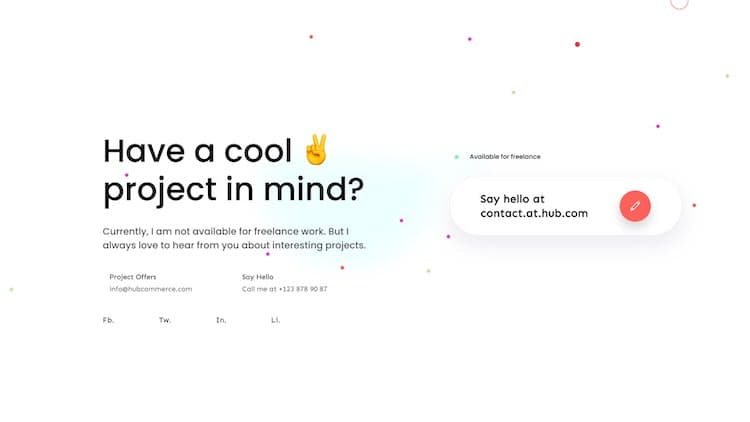 Have a cool ✌️
project in mind?
Currently, I am not available for freelance work. But I
always love to hear from you about interesting projects.
Project Offers
info@hubcommerce.com
Say Hello
Call me at +123 878 90 87
Fb.
Tw.
In.
Li.
Available for freelance
Say hello at
contact.at.hub.com